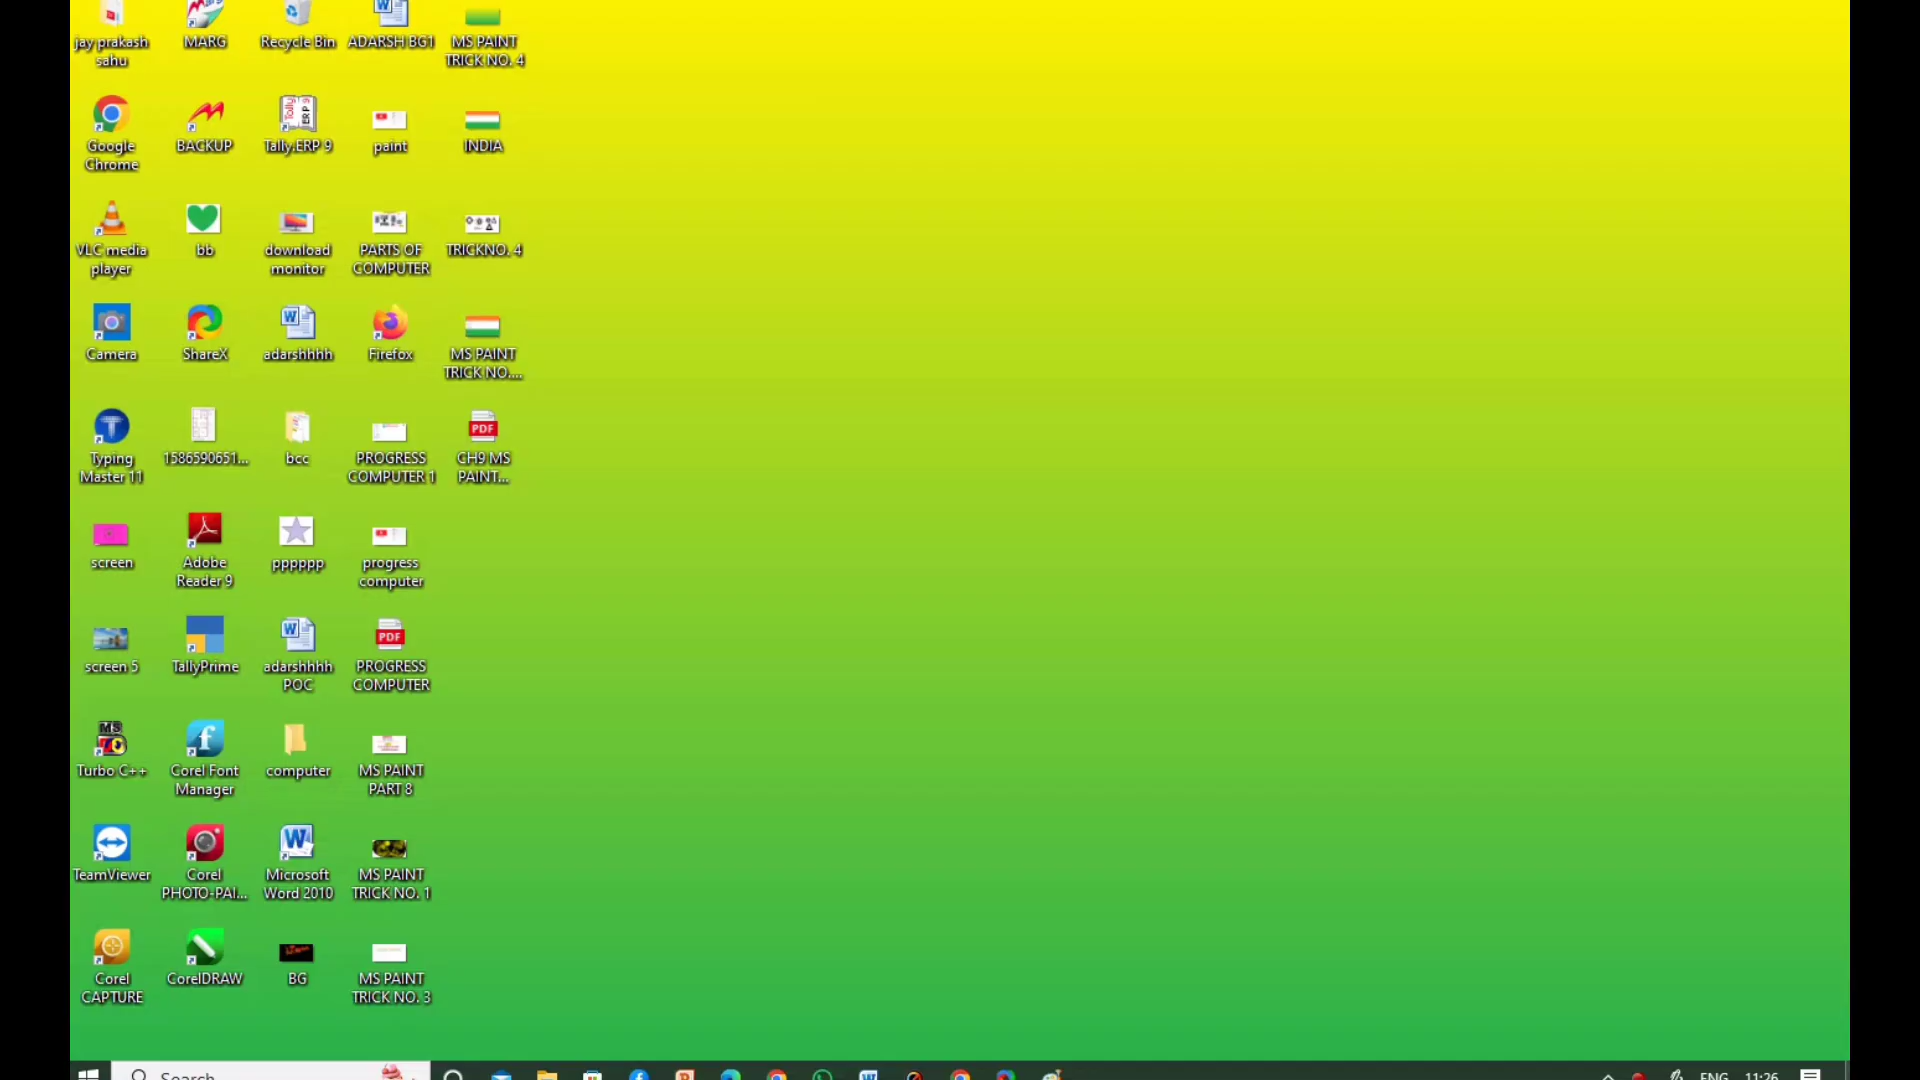 jay prakash
sahu
MARG
Recycle Bin
ADARSH BG1
MS PAINT
TRICK NO. 4
Google
Chrome
BACKUP
Tally.ERP 9
paint
INDIA
VLC media
player
bb
download
monitor
PARTS OF
COMPUTER
TRICKNO. 4
Camera
ShareX
adarshhhh
Firefox
MS PAINT
TRICK NO....
Typing
Master 11
1586590651...
bcc
PROGRESS
COMPUTER 1
PDF
CH9 MS
PAINT...
screen
Adobe
Reader 9
pppppp
progress
computer
screen 5
TallyPrime
adarshhhh
POC
PDF
PROGRESS
COMPUTER
MS
Turbo C++
Corel Font
Manager
computer
MS PAINT
PART 8
TeamViewer
Corel
PHOTO-PAI...
Microsoft
Word 2010
MS PAINT
TRICK NO. 1
Corel
CAPTURE
CorelDRAW
BG
MS PAINT
TRICK NO. 3
Search
ENG
11:26